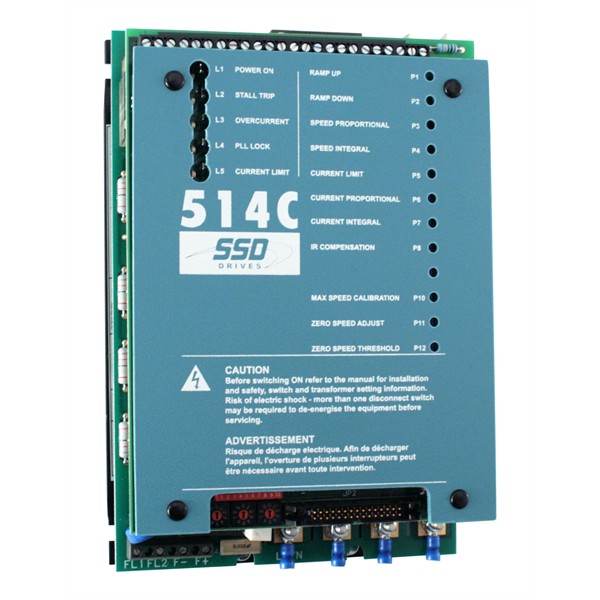 L1 POWER ON
L2 STALL TRIP
L3 OVERCURRENT
L4 PLL LOCK
L5 CURRENT LIMIT
RAMP UP P1
RAMP DOWN P2
SPEED PROPORTIONAL P3
SPEED INTEGRAL P4
CURRENT LIMIT P5
CURRENT PROPORTIONAL P6
CURRENT INTEGRAL P7
IR COMPENSATION P8
MAX SPEED CALIBRATION P10
ZERO SPEED ADJUST P11
ZERO SPEED THRESHOLD P12
514C
SSD
DRIVES
CAUTION
Before switching ON refer to the manual for installation
and safety, switch and transformer setting information.
Risk of electric shock - more than one disconnect switch
may be required to de-energise the equipment before
servicing.
ADVERTISSEMENT
Risque de décharge electrique. Afin de décharger
l'appareil, l'overture de plusieurs interrupteurs peut
être nécessaire avant toute intervention.
JP2
FL1 FL2 F- F+